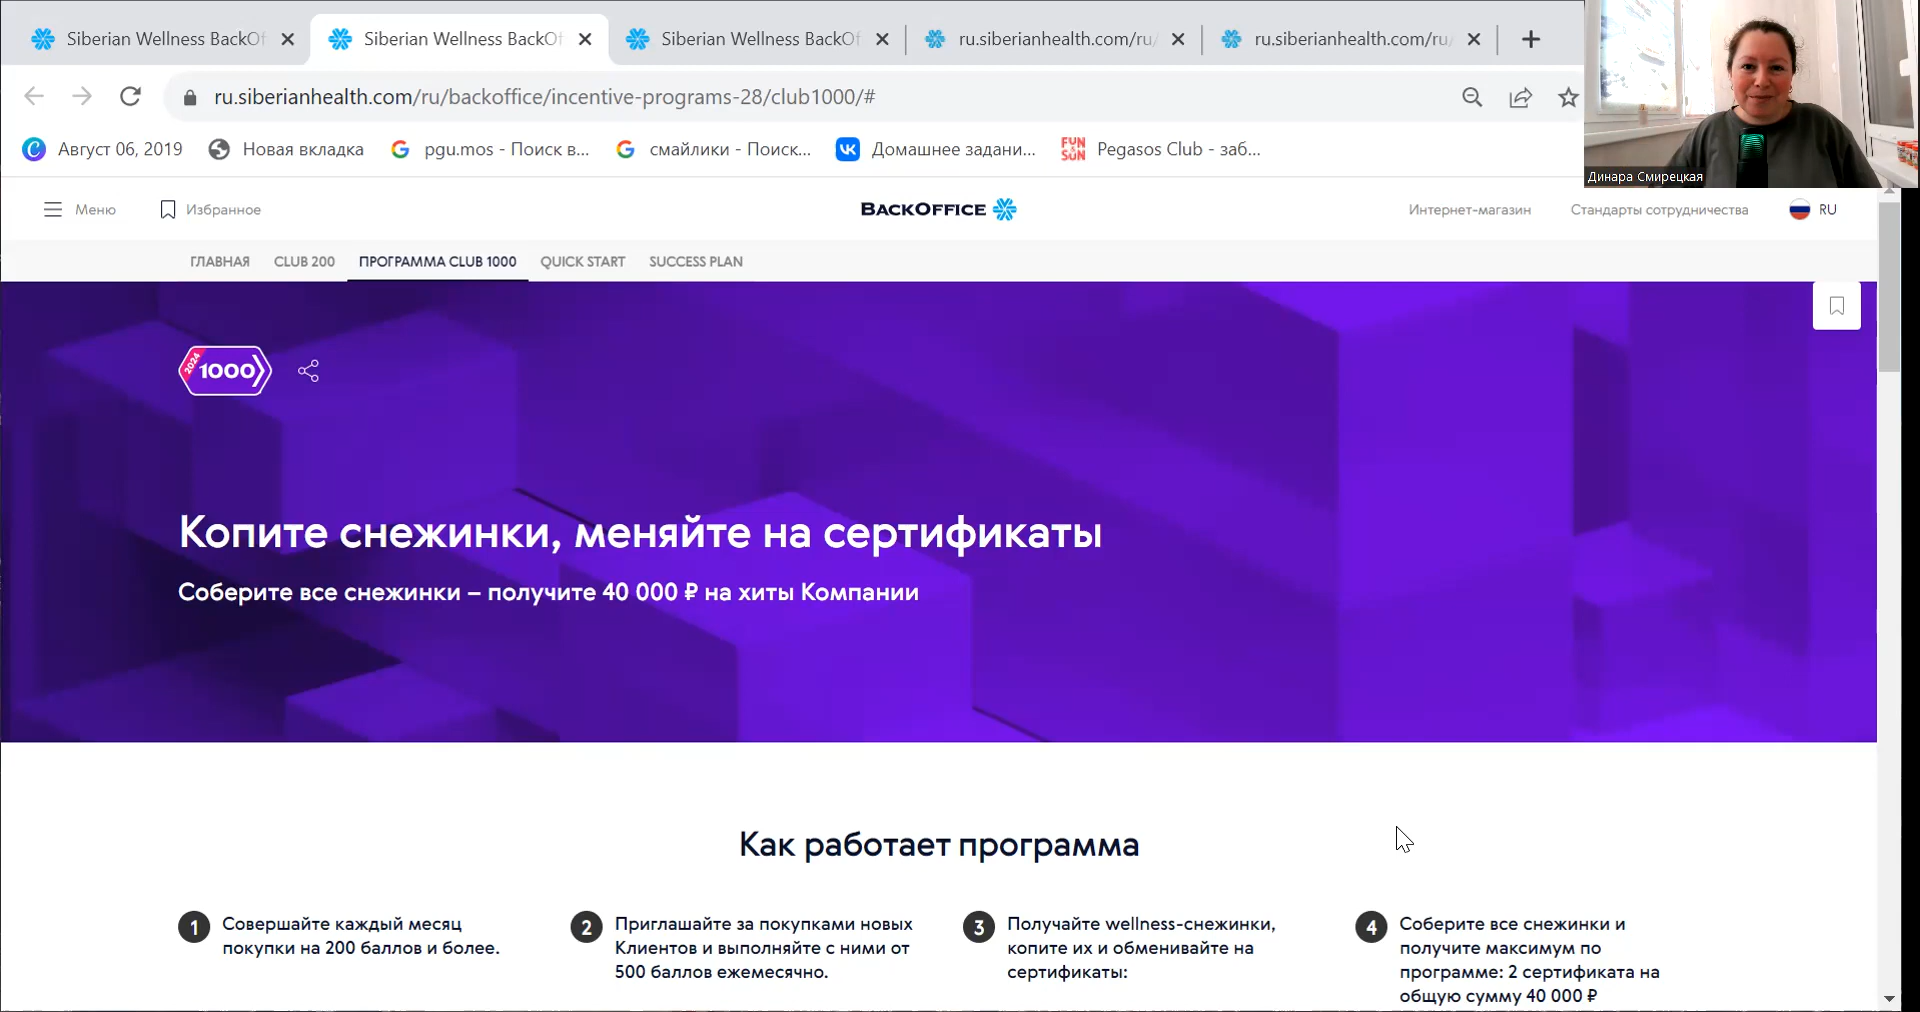 Siberian Wellness BackOf
Siberian Wellness BackOf
Siberian Wellness BackOf
ru.siberianhealth.com/ru/
ru.siberianhealth.com/ru/
ru.siberianhealth.com/ru/backoffice/incentive-programs-28/club1000/#
Август 06, 2019
Новая вкладка
pgu.mos - Поиск в...
смайлики - Поиск...
Домашнее задани...
FUN&SUN
Pegasos Club - заб...
Динара Смирецкая
Меню
Избранное
BACKOFFICE
Интернет-магазин
Стандарты сотрудничества
RU
ГЛАВНАЯ
CLUB 200
ПРОГРАММА CLUB 1000
QUICK START
SUCCESS PLAN
2024
1000
Копите снежинки, меняйте на сертификаты
Соберите все снежинки – получите 40 000 ₽ на хиты Компании
Как работает программа
1
Совершайте каждый месяц
покупки на 200 баллов и более.
2
Приглашайте за покупками новых
Клиентов и выполняйте с ними от
500 баллов ежемесячно.
3
Получайте wellness-снежинки,
копите их и обменивайте на
сертификаты:
4
Соберите все снежинки и
получите максимум по
программе: 2 сертификата на
общую сумму 40 000 ₽